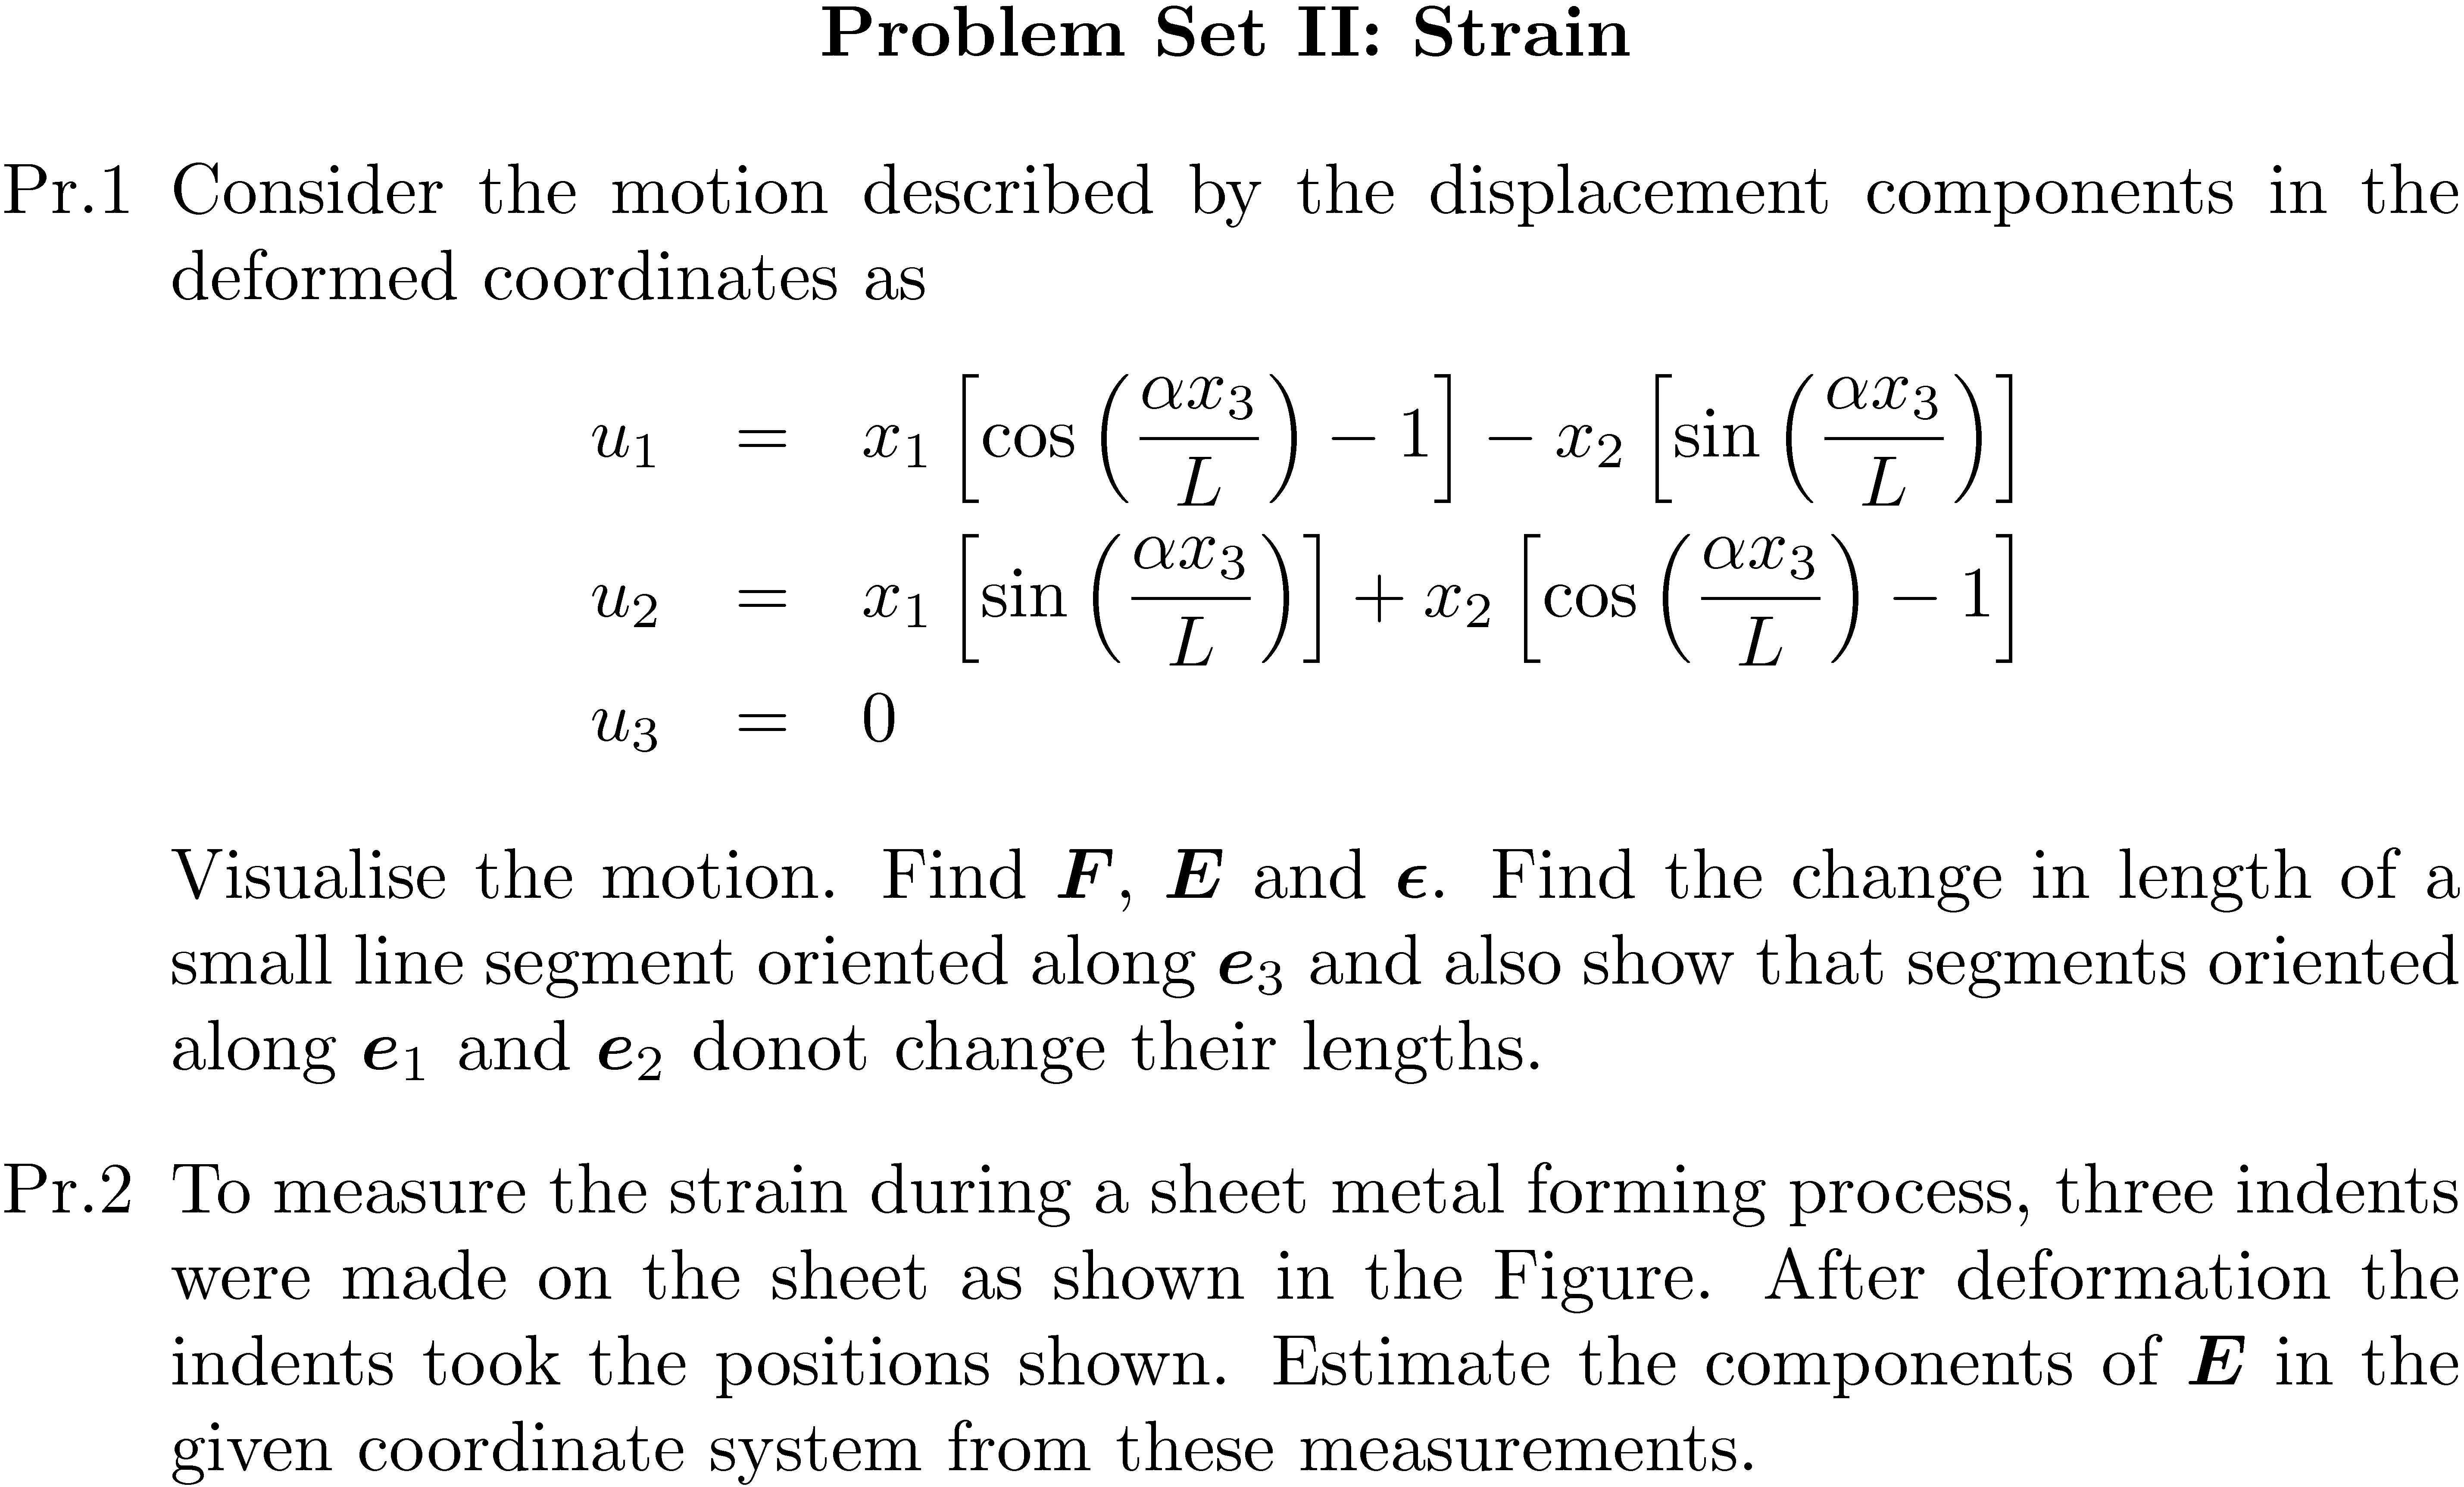 Problem Set II: Strain
Pr.1 Consider the motion described by the displacement components in the
deformed coordinates as
u₁ = x₁ [cos (αx₃/L) − 1] − x₂ [sin (αx₃/L)]
u₂ = x₁ [sin (αx₃/L)] + x₂ [cos (αx₃/L) − 1]
u₃ = 0
Visualise the motion. Find F, E and ϵ. Find the change in length of a
small line segment oriented along e₃ and also show that segments oriented
along e₁ and e₂ donot change their lengths.
Pr.2 To measure the strain during a sheet metal forming process, three indents
were made on the sheet as shown in the Figure. After deformation the
indents took the positions shown. Estimate the components of E in the
given coordinate system from these measurements.